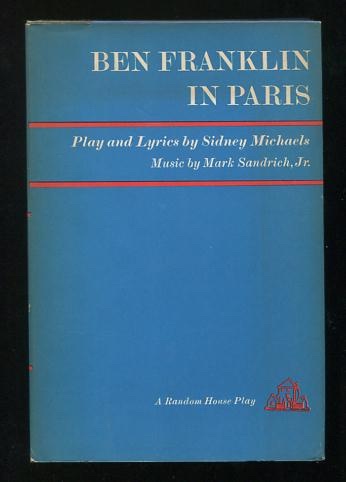 BEN FRANKLIN
IN PARIS
Play and Lyrics by Sidney Michaels
Music by Mark Sandrich, Jr.
A Random House Play